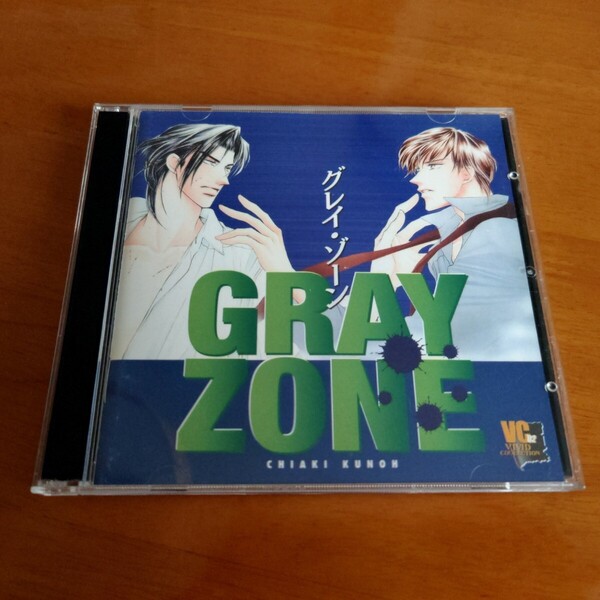 グレイ・ゾーン
GRAY
ZONE
CHIAKI KUNOH
VC
VIVID
COLLECTION